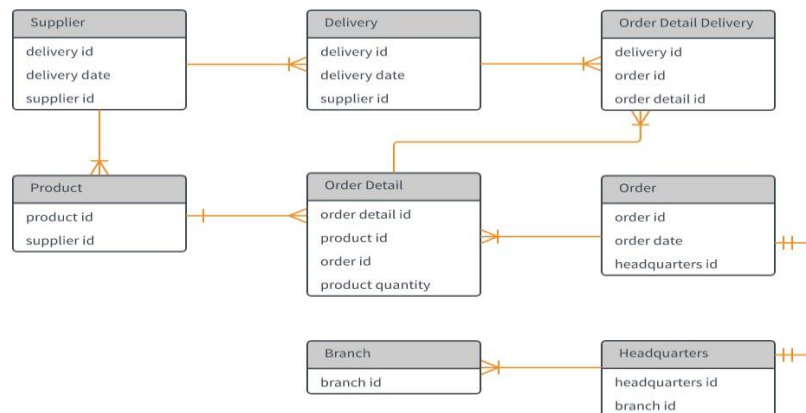 Supplier
delivery id
delivery date
supplier id
Delivery
delivery id
delivery date
supplier id
Order Detail Delivery
delivery id
order id
order detail id
Product
product id
supplier id
Order Detail
order detail id
product id
order id
product quantity
Order
order id
order date
headquarters id
Branch
branch id
Headquarters
headquarters id
branch id